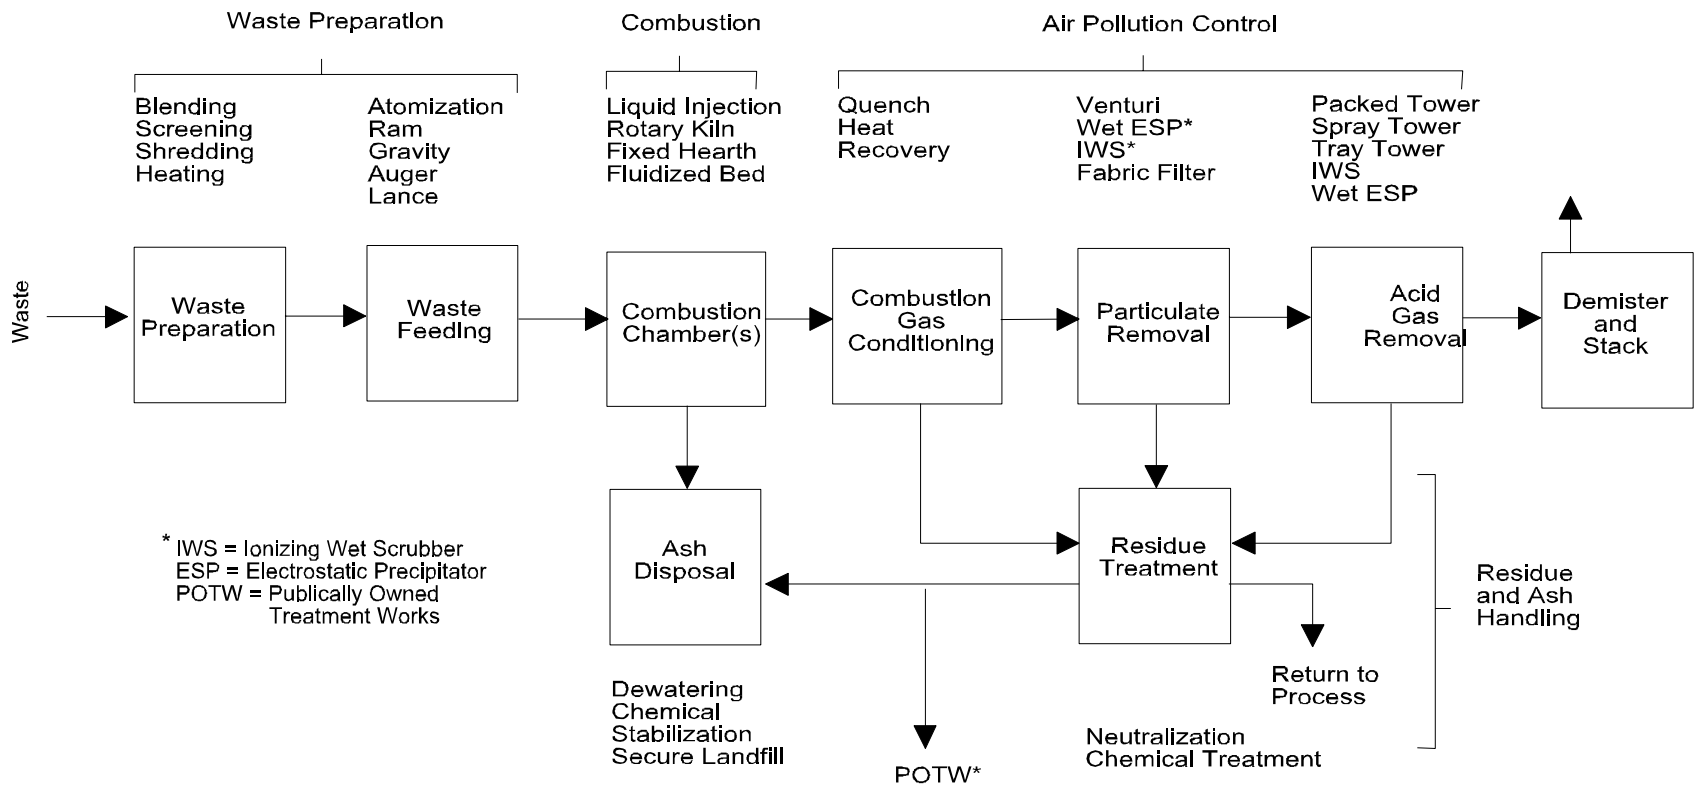 Waste Preparation
Combustion
Air Pollution Control
Blending
Screening
Shredding
Heating
Atomization
Ram
Gravity
Auger
Lance
Liquid Injection
Rotary Kiln
Fixed Hearth
Fluidized Bed
Quench
Heat
Recovery
Venturi
Wet ESP*
IWS*
Fabric Filter
Packed Tower
Spray Tower
Tray Tower
IWS
Wet ESP
Waste
Waste
Preparation
Waste
Feeding
Combustion
Chamber(s)
Combustion
Gas
Conditioning
Particulate
Removal
Acid
Gas
Removal
Demister
and
Stack
* IWS = Ionizing Wet Scrubber
ESP = Electrostatic Precipitator
POTW = Publically Owned
Treatment Works
Ash
Disposal
Residue
Treatment
Residue
and Ash
Handling
Return to
Process
Dewatering
Chemical
Stabilization
Secure Landfill
POTW*
Neutralization
Chemical Treatment